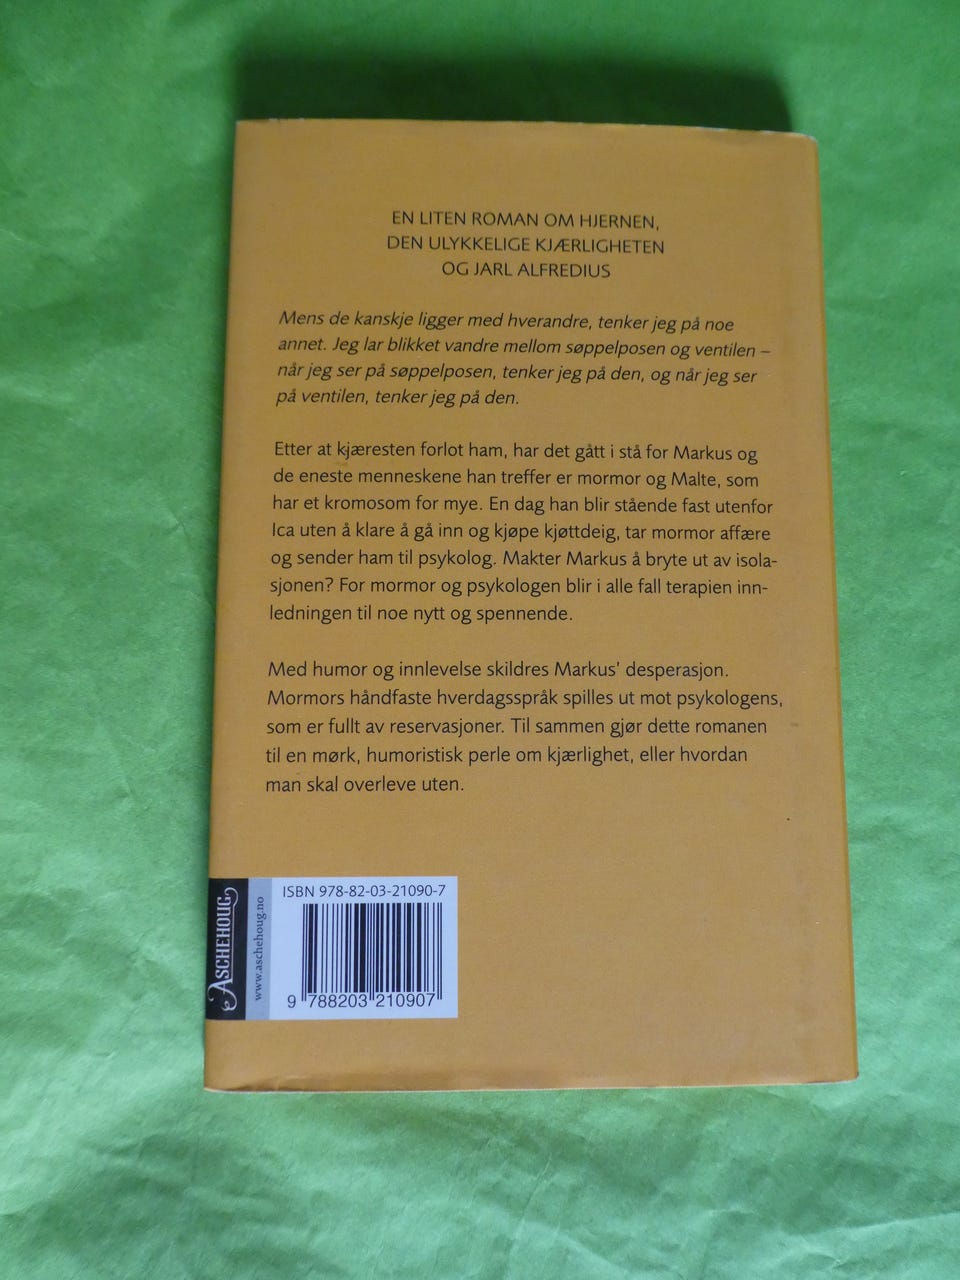 EN LITEN ROMAN OM HJERNEN,
DEN ULYKKELIGE KJÆRLIGHETEN
OG JARL ALFREDIUS
Mens de kanskje ligger med hverandre, tenker jeg på noe
annet. Jeg lar blikket vandre mellom søppelposen og ventilen –
når jeg ser på søppelposen, tenker jeg på den, og når jeg ser
på ventilen, tenker jeg på den.
Etter at kjæresten forlot ham, har det gått i stå for Markus og
de eneste menneskene han treffer er mormor og Malte, som
har et kromosom for mye. En dag han blir stående fast utenfor
Ica uten å klare å gå inn og kjøpe kjøttdeig, tar mormor affære
og sender ham til psykolog. Makter Markus å bryte ut av isola-
sjonen? For mormor og psykologen blir i alle fall terapien inn-
ledningen til noe nytt og spennende.
Med humor og innlevelse skildres Markus' desperasjon.
Mormors håndfaste hverdagsspråk spilles ut mot psykologens,
som er fullt av reservasjoner. Til sammen gjør dette romanen
til en mørk, humoristisk perle om kjærlighet, eller hvordan
man skal overleve uten.
ASCHEHOUG
www.aschehoug.no
ISBN 978-82-03-21090-7
9 788203 210907